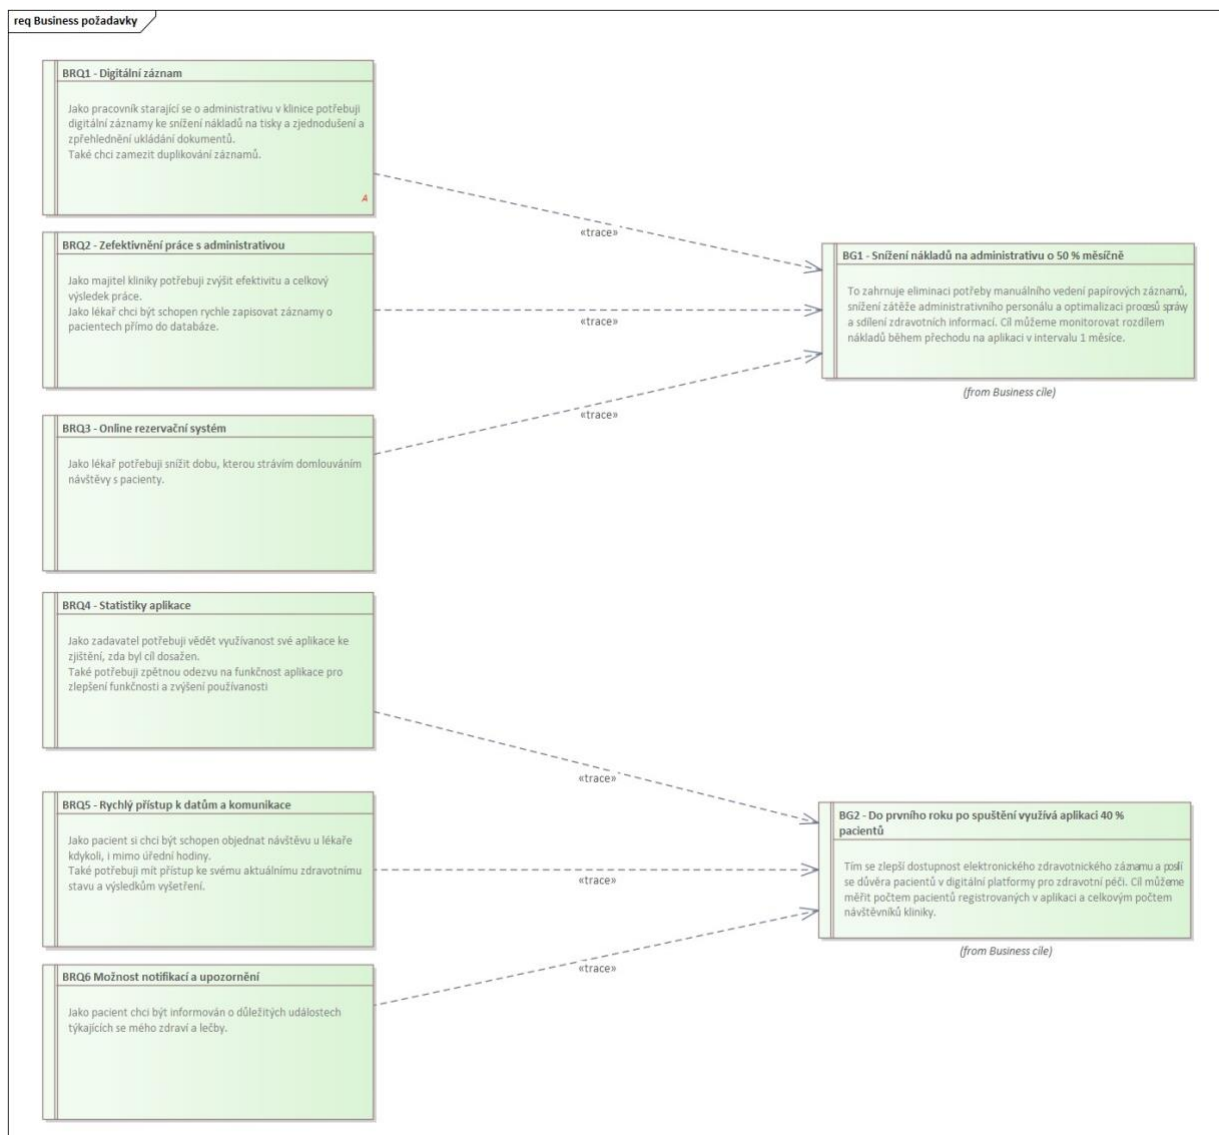 req Business požadavky
BRQ1 - Digitální záznam
Jako pracovník starající se o administrativu v klinice potřebuji
digitální záznamy ke snížení nákladů na tisky a zjednodušení a
zpřehlednění ukládání dokumentů.
Také chci zamezit duplikování záznamů.
A
«trace»
BRQ2 - Zefektivnění práce s administrativou
Jako majitel kliniky potřebuji zvýšit efektivitu a celkový
výsledek práce.
Jako lékař chci být schopen rychle zapisovat záznamy o
pacientech přímo do databáze.
«trace»
BG1 - Snížení nákladů na administrativu o 50 % měsíčně
To zahrnuje eliminaci potřeby manuálního vedení papírových záznamů,
snížení zátěže administrativního personálu a optimalizaci procesů správy
a sdílení zdravotních informací. Cíl můžeme monitorovat rozdílem
nákladů během přechodu na aplikaci v intervalu 1 měsíce.
(from Business cíle)
«trace»
BRQ3 - Online rezervační systém
Jako lékař potřebuji snížit dobu, kterou strávím domlouváním
návštěvy s pacienty.
BRQ4 - Statistiky aplikace
Jako zadavatel potřebuji vědět využívanost své aplikace ke
zjištění, zda byl cíl dosažen.
Také potřebuji zpětnou odezvu na funkčnost aplikace pro
zlepšení funkčnosti a zvýšení používanosti
«trace»
BRQ5 - Rychlý přístup k datům a komunikace
Jako pacient si chci být schopen objednat návštěvu u lékaře
kdykoli, i mimo úřední hodiny.
Také potřebuji mít přístup ke svému aktuálnímu zdravotnímu
stavu a výsledkům vyšetření.
«trace»
BG2 - Do prvního roku po spuštění využívá aplikaci 40 %
pacientů
Tím se zlepší dostupnost elektronického zdravotnického záznamu a posílí
se důvěra pacientů v digitální platformy pro zdravotní péči. Cíl můžeme
měřit počtem pacientů registrovaných v aplikaci a celkovým počtem
návštěvníků kliniky.
(from Business cíle)
«trace»
BRQ6 Možnost notifikací a upozornění
Jako pacient chci být informován o důležitých událostech
týkajících se mého zdraví a lečby.